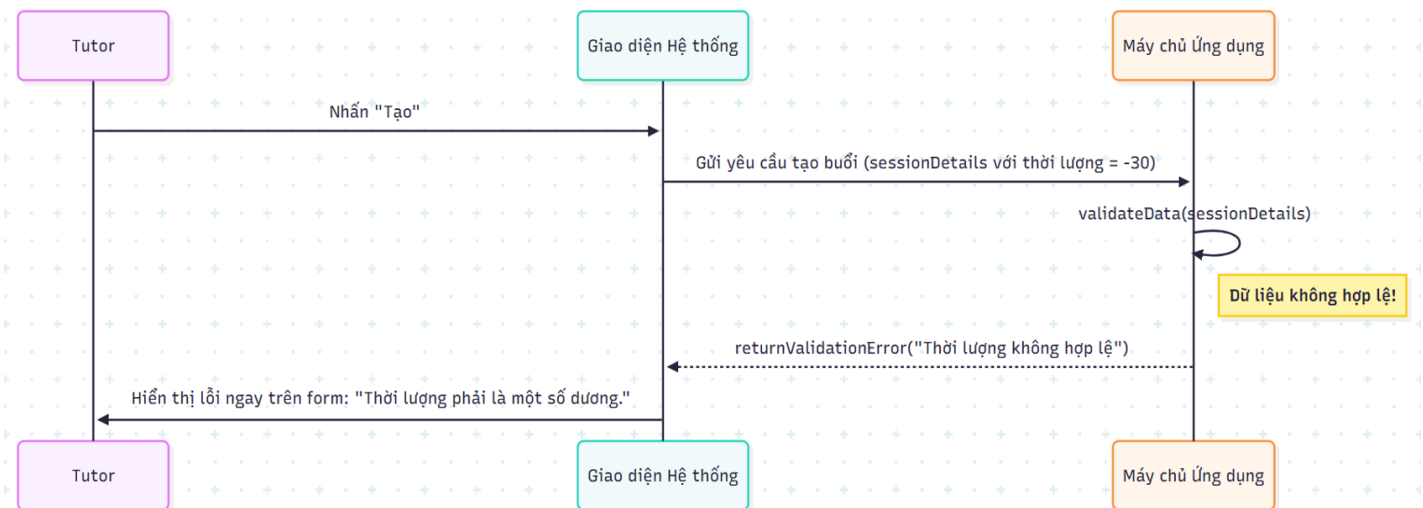 Tutor
Giao diện Hệ thống
Máy chủ Ứng dụng
Nhấn "Tạo"
Gửi yêu cầu tạo buổi (sessionDetails với thời lượng = -30)
validateData(sessionDetails)
Dữ liệu không hợp lệ!
returnValidationError("Thời lượng không hợp lệ")
Hiển thị lỗi ngay trên form: "Thời lượng phải là một số dương."
Tutor
Giao diện Hệ thống
Máy chủ Ứng dụng